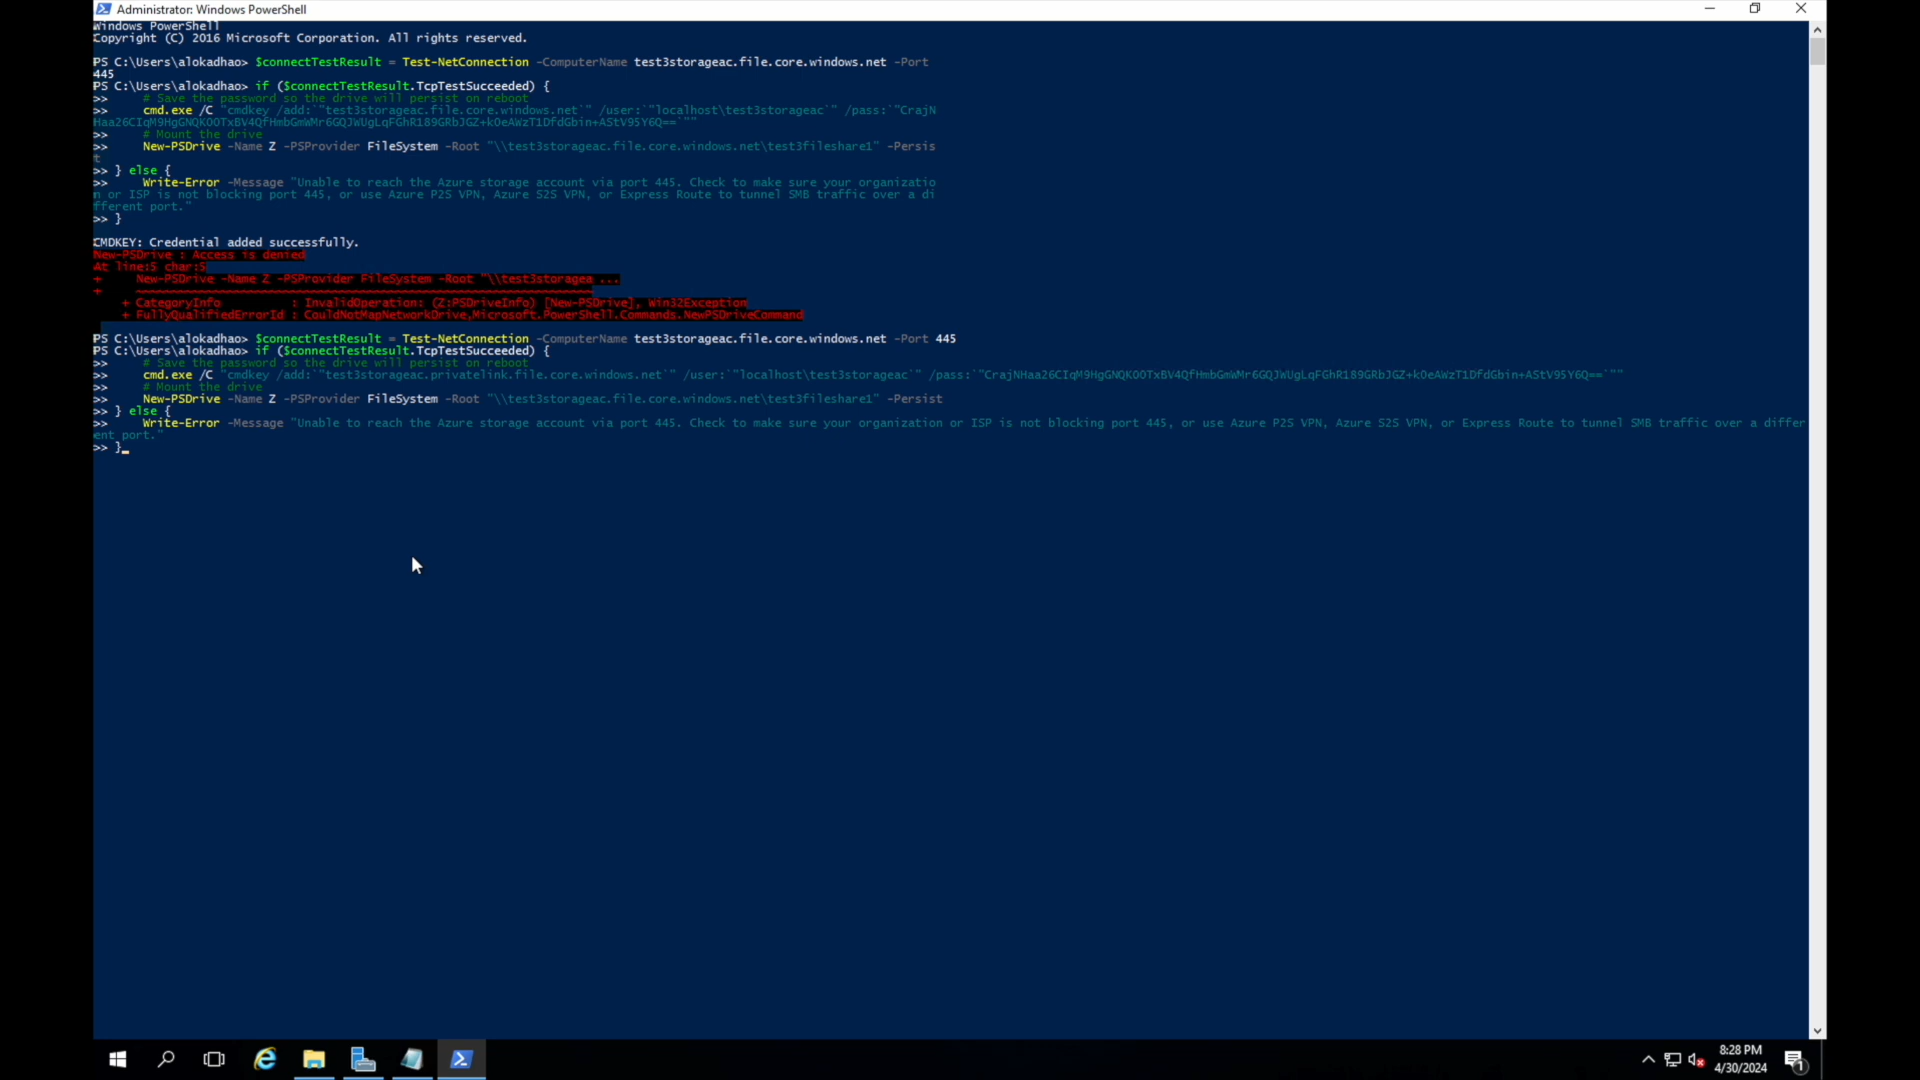 Administrator: Windows PowerShell
Windows PowerShell
Copyright (C) 2016 Microsoft Corporation. All rights reserved.
PS C:\Users\alokadhao> $connectTestResult = Test-NetConnection -ComputerName test3storageac.file.core.windows.net -Port
445
PS C:\Users\alokadhao> if ($connectTestResult.TcpTestSucceeded) {
>>     # Save the password so the drive will persist on reboot
>>     cmd.exe /C "cmdkey /add:`"test3storageac.file.core.windows.net`" /user:`"localhost\test3storageac`" /pass:`"CrajN
>>     # Mount the drive
>>     New-PSDrive -Name Z -PSProvider FileSystem -Root "\\test3storageac.file.core.windows.net\test3fileshare1" -Persis
t
>> } else {
>>     Write-Error -Message "Unable to reach the Azure storage account via port 445. Check to make sure your organizatio
n or ISP is not blocking port 445, or use Azure P2S VPN, Azure S2S VPN, or Express Route to tunnel SMB traffic over a di
fferent port."
>> }
CMDKEY: Credential added successfully.
New-PSDrive : Access is denied
At line:5 char:5
+     New-PSDrive -Name Z -PSProvider FileSystem -Root "\\test3storagea ...
+     ~~~~~~~~~~~~~~~~~~~~~~~~~~~~~~~~~~~~~~~~~~~~~~~~~~~~~~~~~~~~~~~~~
    + CategoryInfo          : InvalidOperation: (Z:PSDriveInfo) [New-PSDrive], Win32Exception
    + FullyQualifiedErrorId : CouldNotMapNetworkDrive,Microsoft.PowerShell.Commands.NewPSDriveCommand
PS C:\Users\alokadhao> $connectTestResult = Test-NetConnection -ComputerName test3storageac.file.core.windows.net -Port 445
PS C:\Users\alokadhao> if ($connectTestResult.TcpTestSucceeded) {
>>     # Save the password so the drive will persist on reboot
>>     cmd.exe /C "cmdkey /add:`"test3storageac.privatelink.file.core.windows.net`" /user:`"localhost\test3storageac`" /pass:`"
>>     # Mount the drive
>>     New-PSDrive -Name Z -PSProvider FileSystem -Root "\\test3storageac.file.core.windows.net\test3fileshare1" -Persist
>> } else {
>>     Write-Error -Message "Unable to reach the Azure storage account via port 445. Check to make sure your organization or ISP is not blocking port 445, or use Azure P2S VPN, Azure S2S VPN, or Express Route to tunnel SMB traffic over a differ
ent port."
>> }
8:28 PM
4/30/2024
1